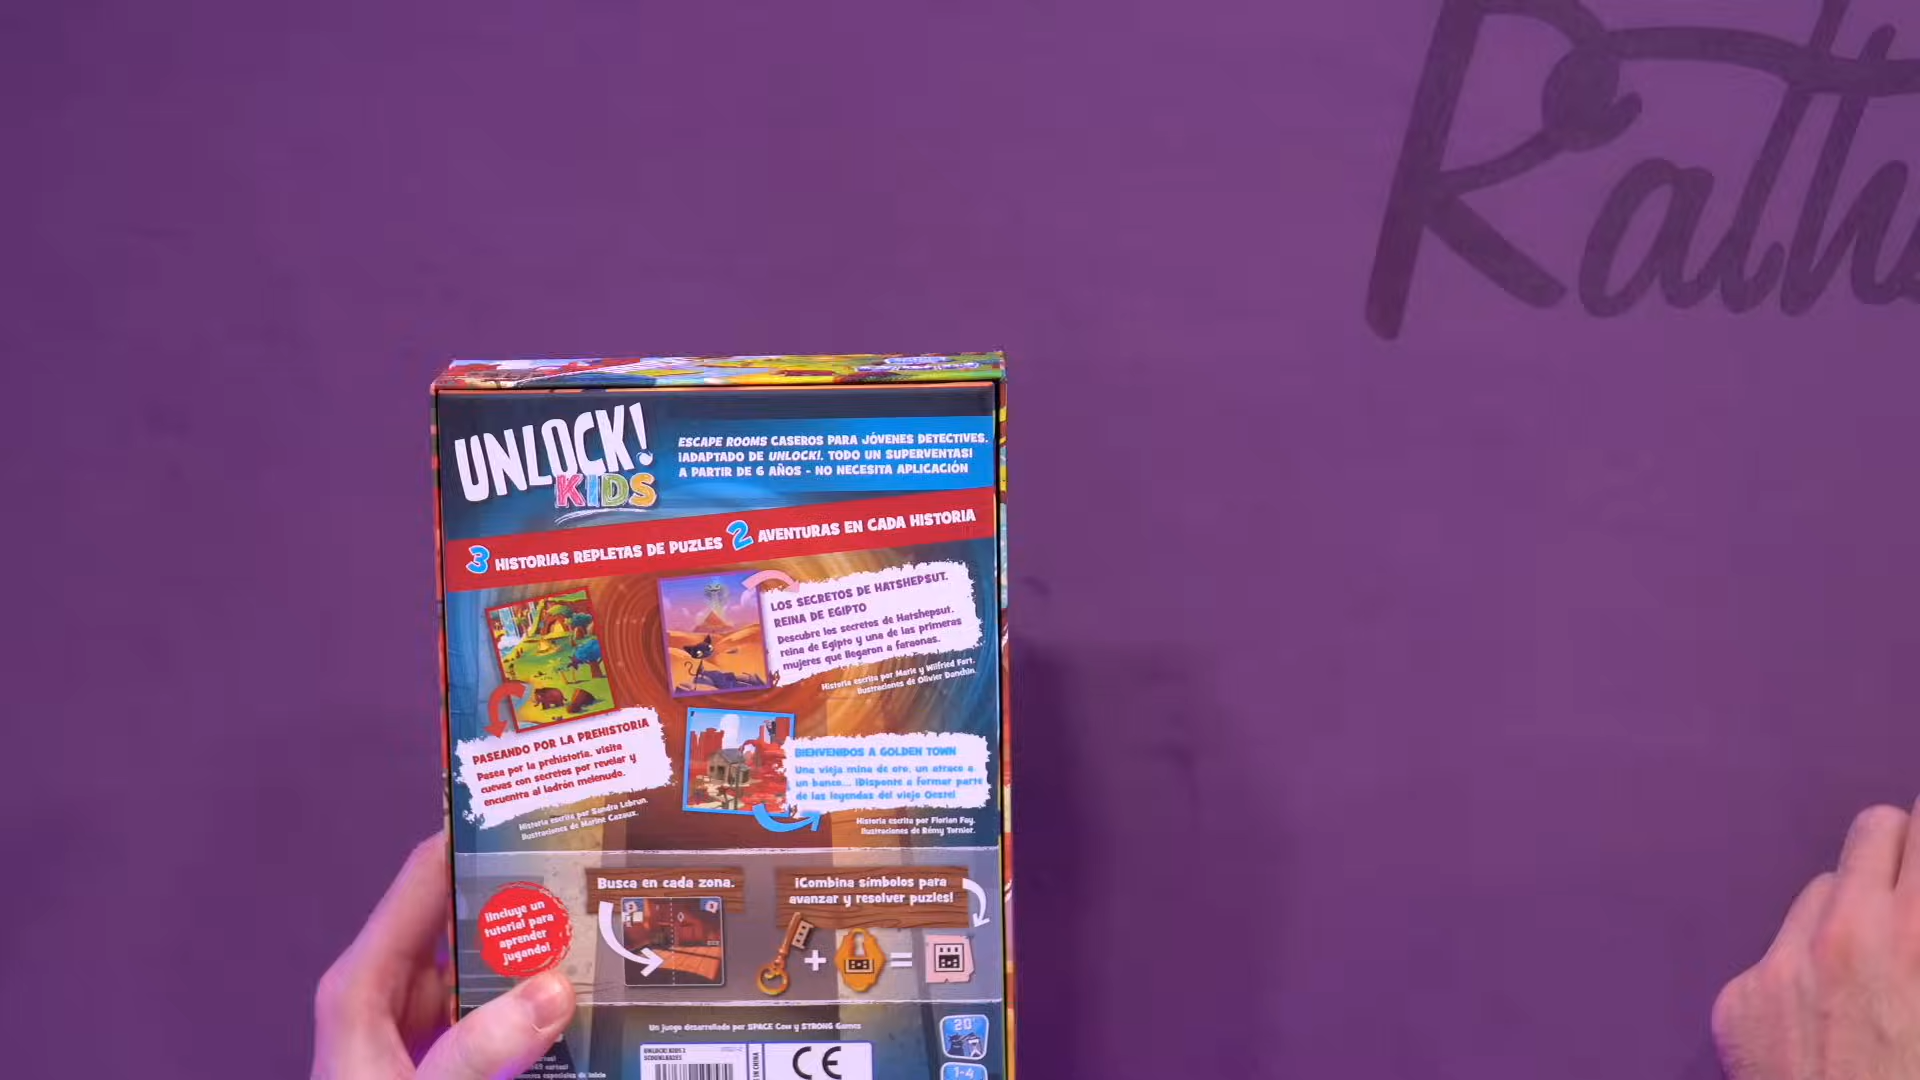 UNLOCK!
KIDS
ESCAPE ROOMS CASEROS PARA JÓVENES DETECTIVES.
¡ADAPTADO DE UNLOCK!, TODO UN SUPERVENTAS!
A PARTIR DE 6 AÑOS - NO NECESITA APLICACIÓN
3 HISTORIAS REPLETAS DE PUZLES 2 AVENTURAS EN CADA HISTORIA
LOS SECRETOS DE HATSHEPSUT,
REINA DE EGIPTO
Descubre los secretos de Hatshepsut,
reina de Egipto y una de las primeras
mujeres que llegaron a faraonas.
Historia escrita por Marie y Wilfried Fort.
Ilustraciones de Olivier Danchin.
PASEANDO POR LA PREHISTORIA
Pasea por la prehistoria, visita
cuevas con secretos por revelar y
encuentra al ladrón melenudo.
Historia escrita por Sandra Lebrun.
Ilustraciones de Marine Cazaux.
BIENVENIDOS A GOLDEN TOWN
Una vieja mina de oro, un atraco a
un banco... ¡Disponte a formar parte
de las leyendas del viejo Oeste!
Historia escrita por Florian Fay.
Ilustraciones de Rémy Tornior.
¡Incluye un
tutorial para
aprender
jugando!
Busca en cada zona.
¡Combina símbolos para
avanzar y resolver puzles!
+ =
Un juego desarrollado por SPACE Cow y STRONG Games
20'
1-4
CE